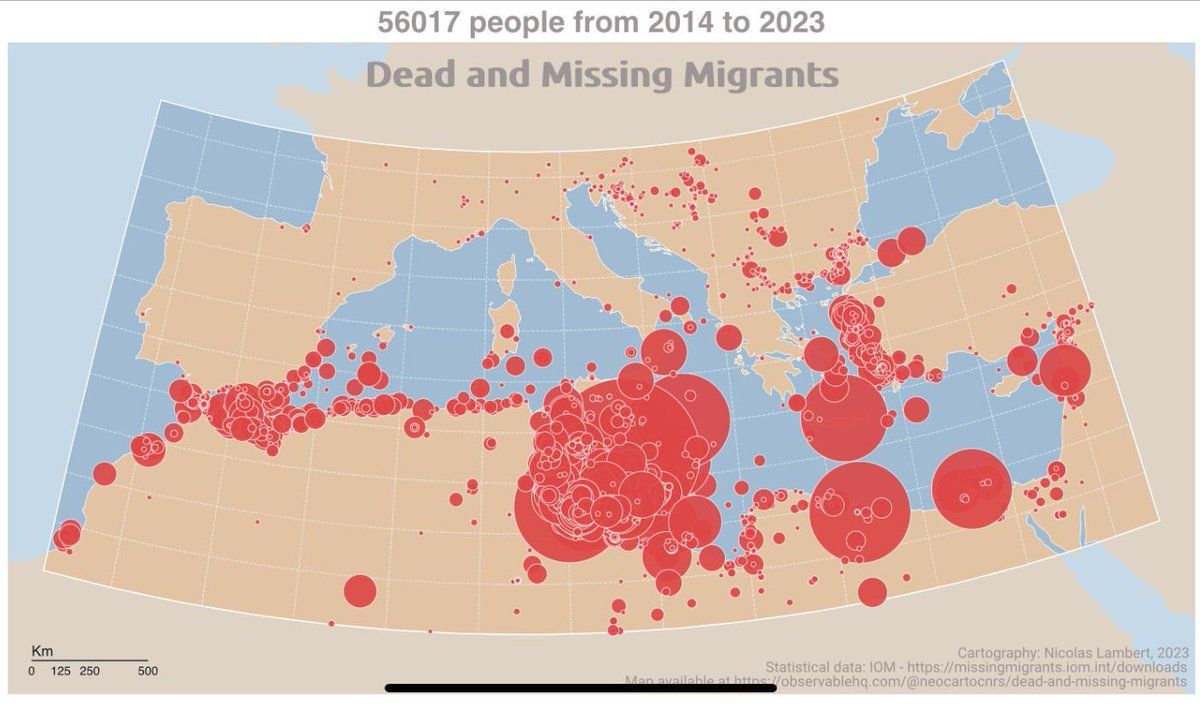 56017 people from 2014 to 2023
Dead and Missing Migrants
Km
0 125 250 500
Cartography: Nicolas Lambert, 2023
Statistical data: IOM - https://missingmigrants.iom.int/downloads
Map available at https://observablehq.com/@neocartocnrs/dead-and-missing-migrants